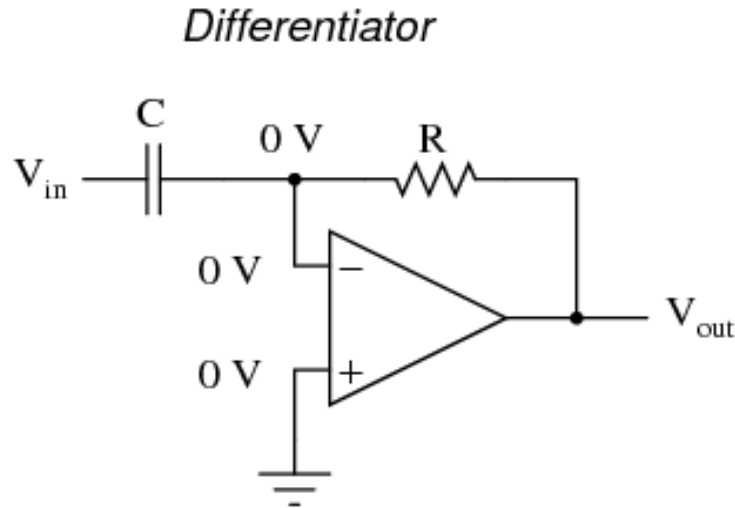 Differentiator
C
0 V
R
Vin
0 V
−
0 V
+
Vout